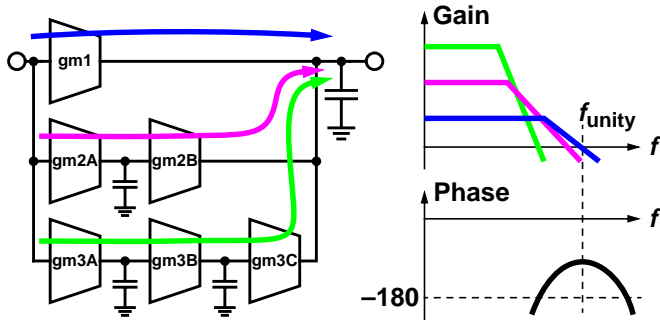 gm1
gm2A
gm2B
gm3A
gm3B
gm3C
Gain
funity
f
Phase
f
–180